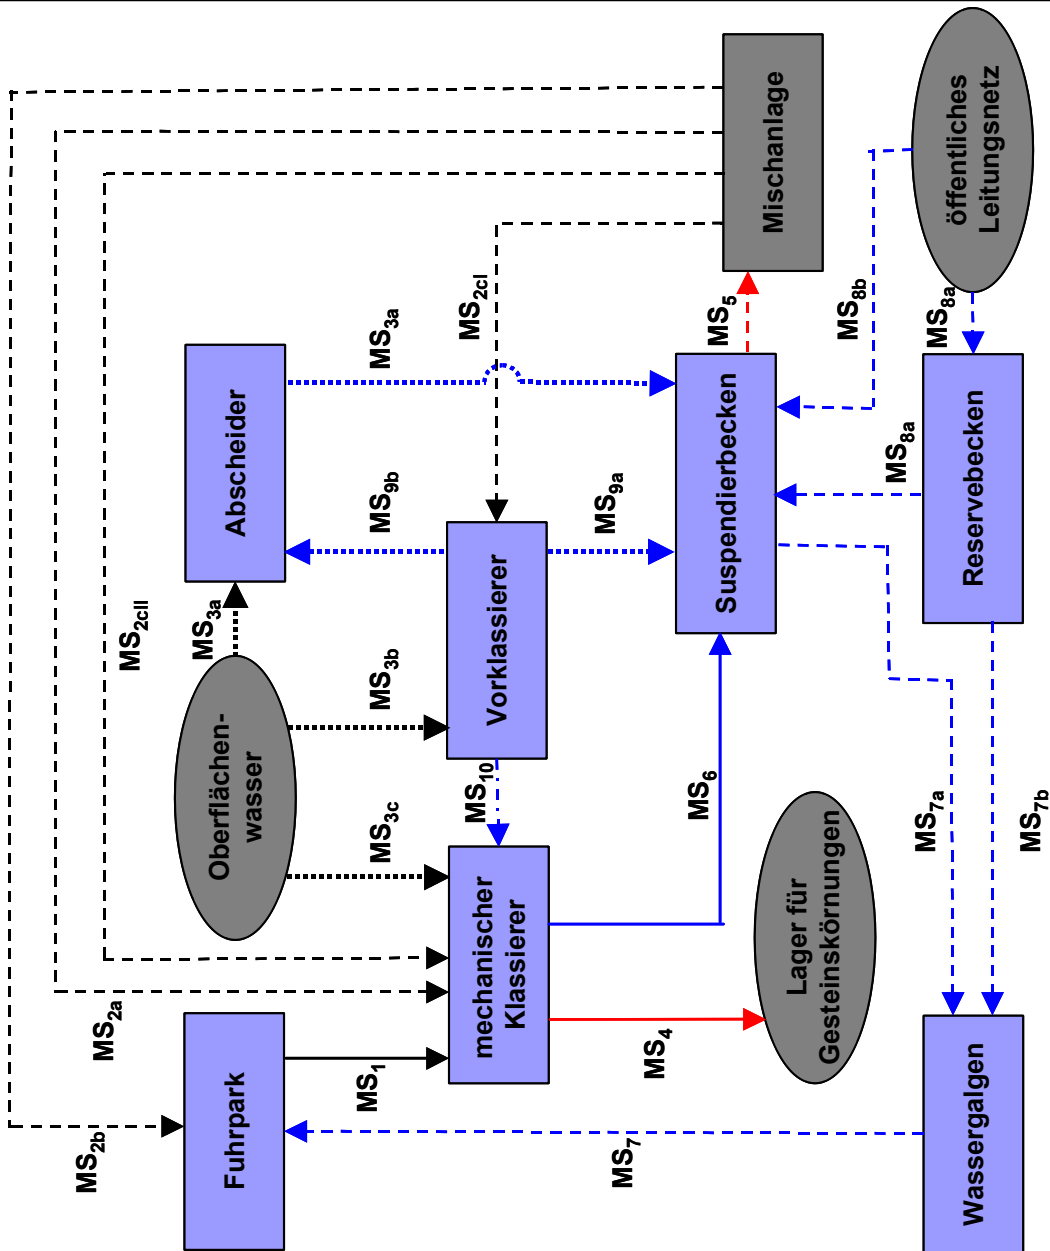 Fuhrpark
MS2b
MS2a
MS1
mechanischer
Klassierer
MS4
Lager für
Gesteinskörnungen
MS7
Wassergalgen
Oberflächen-
wasser
MS3c
MS3b
MS3a
MS2cII
MS10
MS6
MS7a
MS7b
Vorklassierer
Abscheider
MS9b
MS9a
MS3a
MS2cI
Suspendierbecken
MS5
MS8a
MS8b
MS8a
Reservebecken
Mischanlage
öffentliches
Leitungsnetz